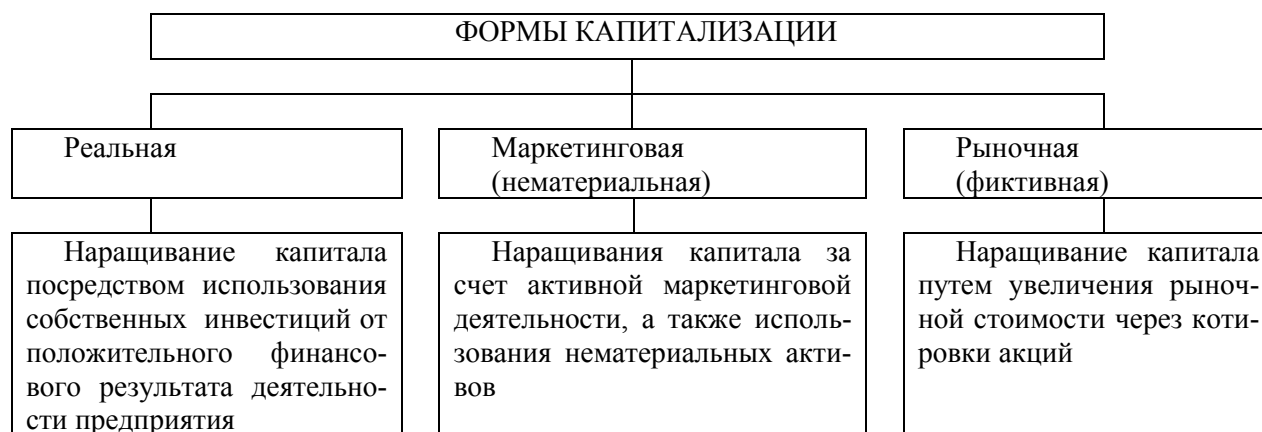 ФОРМЫ КАПИТАЛИЗАЦИИ
Реальная
Маркетинговая
(нематериальная)
Рыночная
(фиктивная)
Наращивание капитала
посредством использования
собственных инвестиций от
положительного финансо-
вого результата деятельно-
сти предприятия
Наращивания капитала за
счет активной маркетинговой
деятельности, а также исполь-
зования нематериальных акти-
вов
Наращивание капитала
путем увеличения рыноч-
ной стоимости через коти-
ровки акций